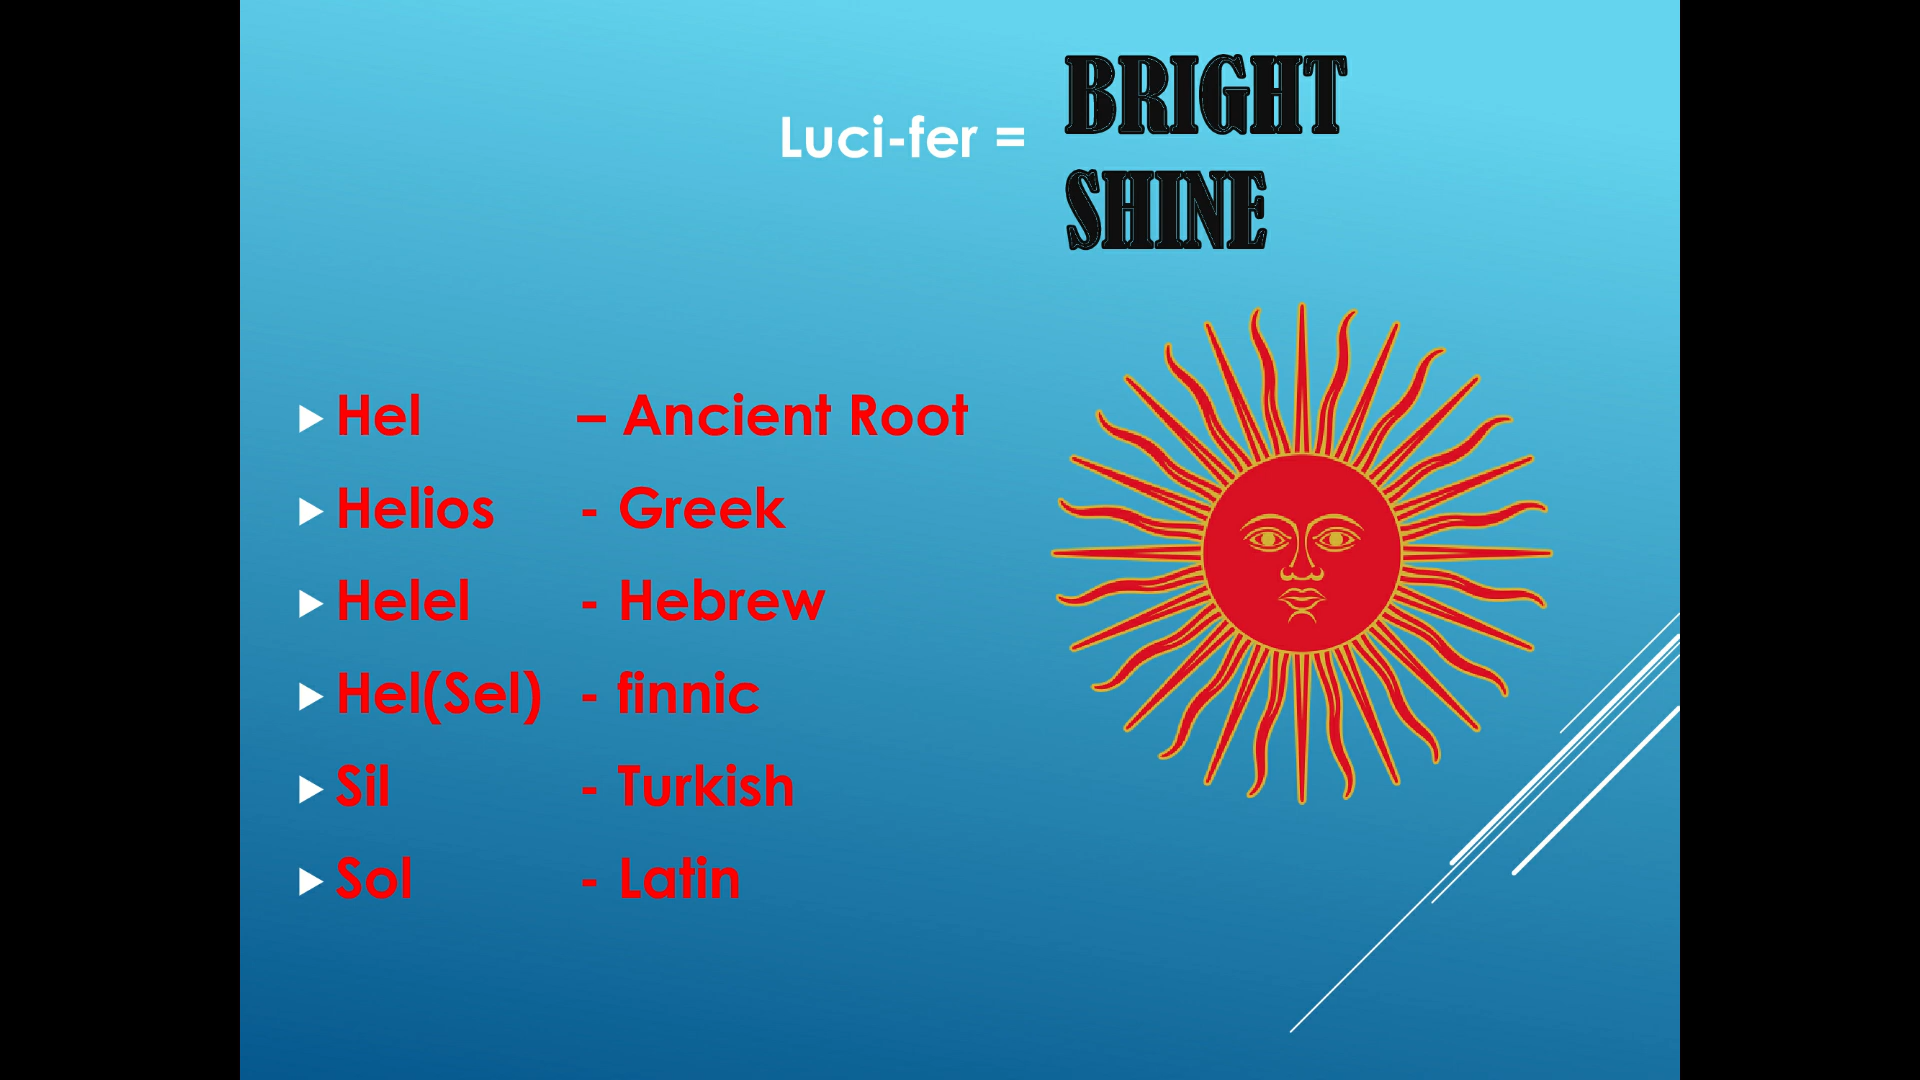 Luci-fer =
BRIGHT
SHINE
Hel – Ancient Root
Helios - Greek
Helel - Hebrew
Hel(Sel) - finnic
Sil - Turkish
Sol - Latin